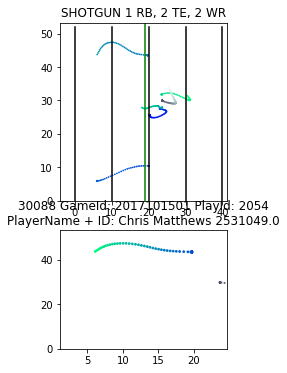 SHOTGUN 1 RB, 2 TE, 2 WR
50
40
30
20
10
0
0 10 20 30 40
30088 GameId: 2017101501 PlayId: 2054
PlayerName + ID: Chris Matthews 2531049.0
40
20
0
5 10 15 20